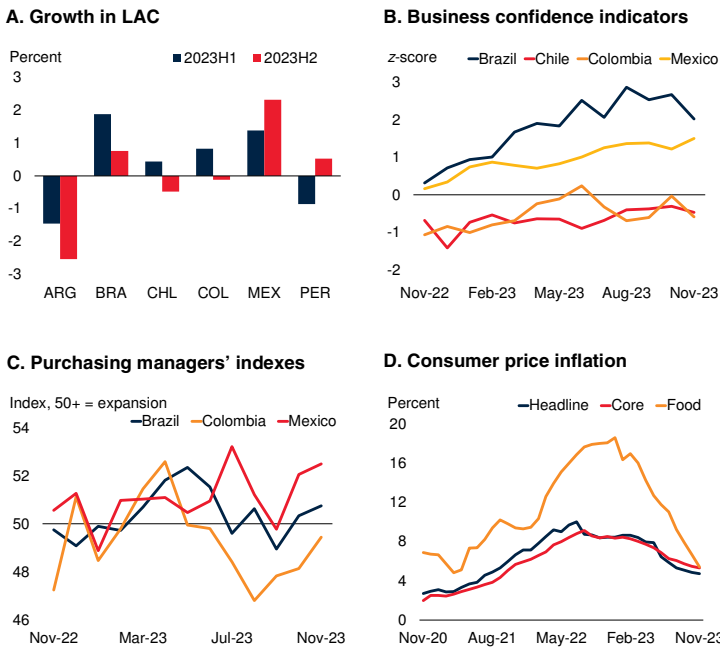 A. Growth in LAC
Percent
2023H1 2023H2
3
2
1
0
-1
-2
-3
ARG BRA CHL COL MEX PER
B. Business confidence indicators
z-score
Brazil Chile Colombia Mexico
3
2
1
0
-1
-2
Nov-22 Feb-23 May-23 Aug-23 Nov-23
C. Purchasing managers’ indexes
Index, 50+ = expansion
Brazil Colombia Mexico
54
52
50
48
46
Nov-22 Mar-23 Jul-23 Nov-23
D. Consumer price inflation
Percent
Headline Core Food
20
16
12
8
4
0
Nov-20 Aug-21 May-22 Feb-23 Nov-23